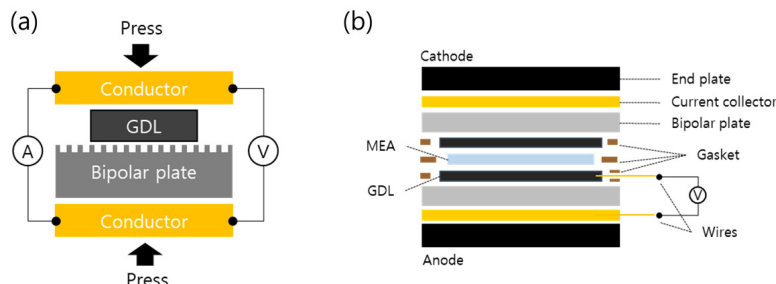 (a)
Press
Conductor
GDL
A
V
Bipolar plate
Conductor
Press
(b)
Cathode
End plate
Current collector
Bipolar plate
MEA
Gasket
GDL
V
Wires
Anode